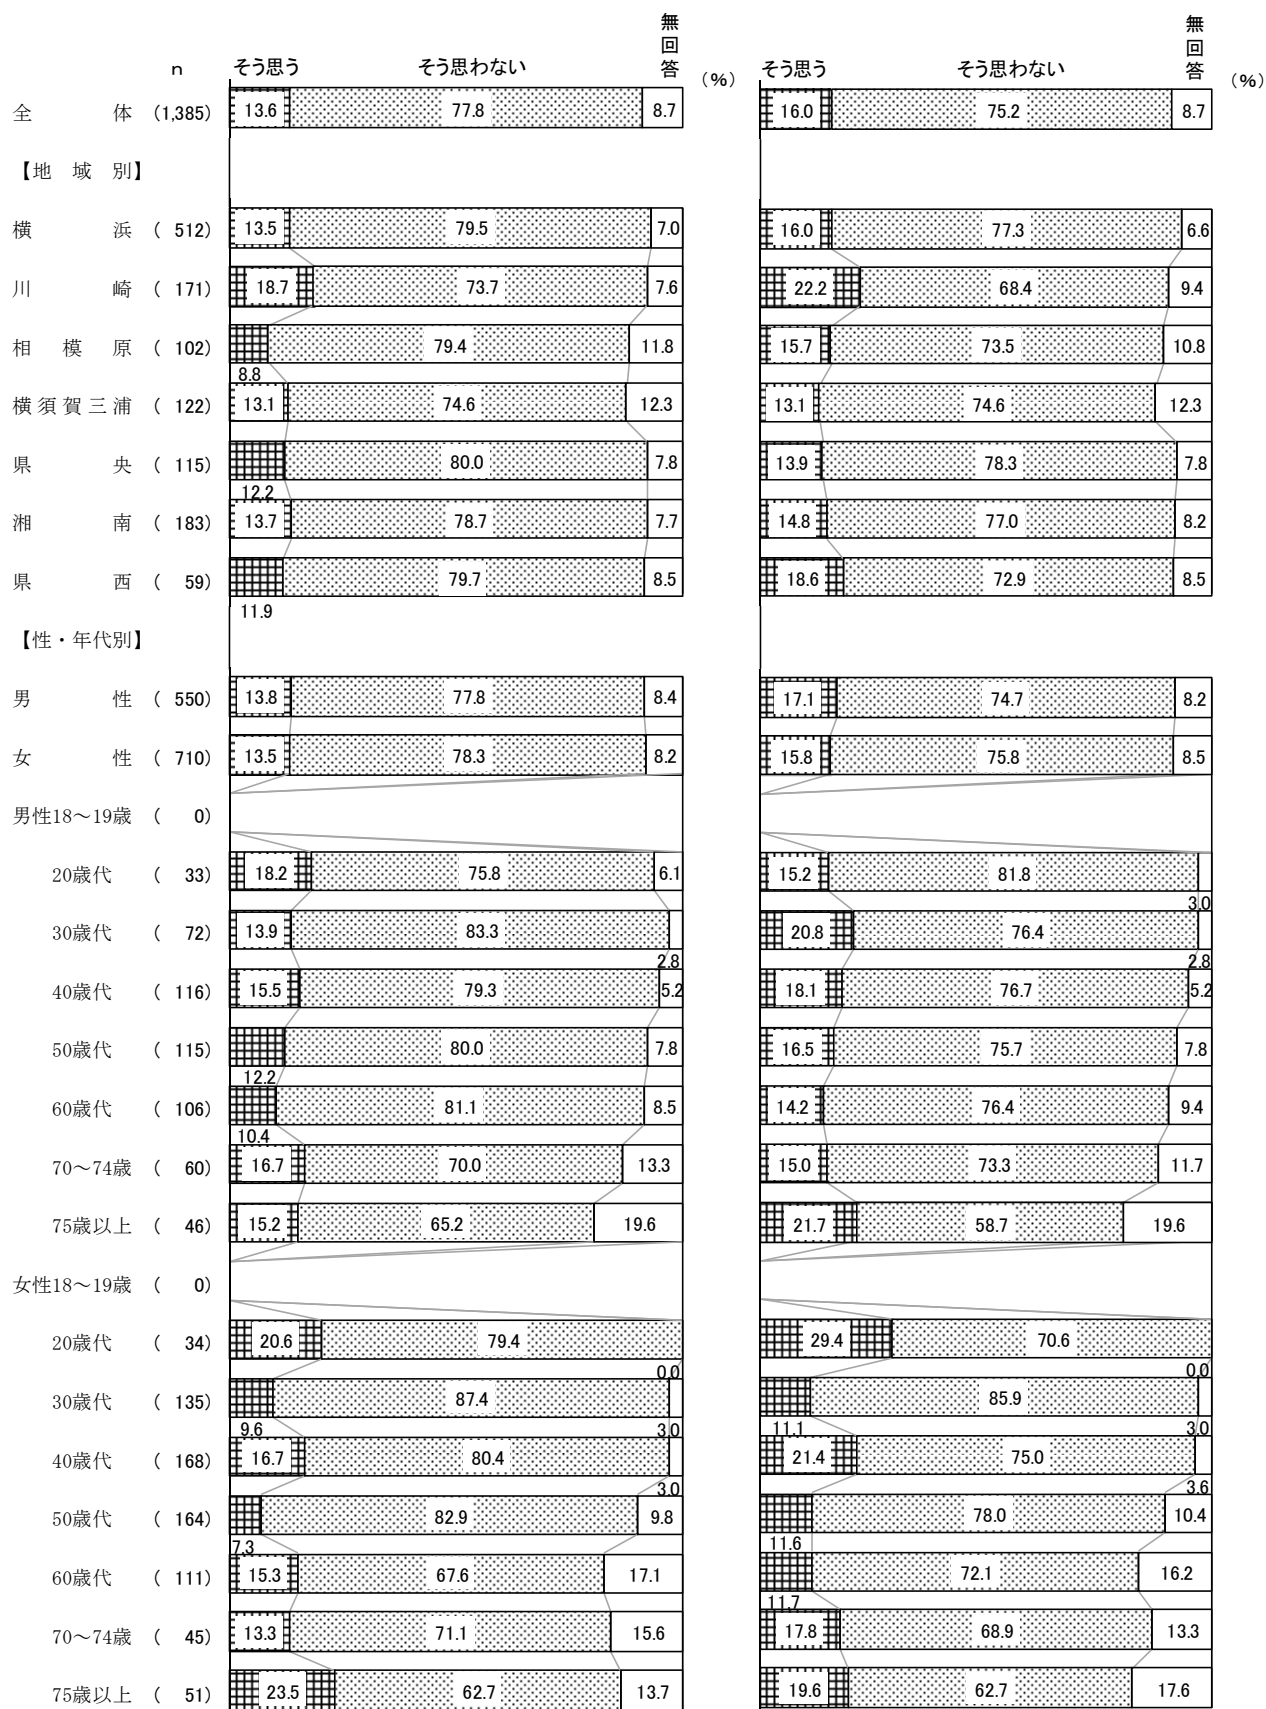 無回答 無回答
n そう思う そう思わない (%) そう思う そう思わない (%)
全体 (1,385) 13.6 77.8 8.7 16.0 75.2 8.7
【地域別】
横浜 ( 512) 13.5 79.5 7.0 16.0 77.3 6.6
川崎 ( 171) 18.7 73.7 7.6 22.2 68.4 9.4
相模原 ( 102) 79.4 11.8 15.7 73.5 10.8
8.8
横須賀三浦 ( 122) 13.1 74.6 12.3 13.1 74.6 12.3
県央 ( 115) 80.0 7.8 13.9 78.3 7.8
12.2
湘南 ( 183) 13.7 78.7 7.7 14.8 77.0 8.2
県西 ( 59) 79.7 8.5 18.6 72.9 8.5
11.9
【性・年代別】
男性 ( 550) 13.8 77.8 8.4 17.1 74.7 8.2
女性 ( 710) 13.5 78.3 8.2 15.8 75.8 8.5
男性18～19歳 ( 0)
20歳代 ( 33) 18.2 75.8 6.1 15.2 81.8
3.0
30歳代 ( 72) 13.9 83.3 20.8 76.4
2.8 2.8
40歳代 ( 116) 15.5 79.3 5.2 18.1 76.7 5.2
50歳代 ( 115) 80.0 7.8 16.5 75.7 7.8
12.2
60歳代 ( 106) 81.1 8.5 14.2 76.4 9.4
10.4
70～74歳 ( 60) 16.7 70.0 13.3 15.0 73.3 11.7
75歳以上 ( 46) 15.2 65.2 19.6 21.7 58.7 19.6
女性18～19歳 ( 0)
20歳代 ( 34) 20.6 79.4 29.4 70.6
0.0 0.0
30歳代 ( 135) 87.4 85.9
9.6 3.0 11.1 3.0
40歳代 ( 168) 16.7 80.4 21.4 75.0
3.0 3.6
50歳代 ( 164) 82.9 9.8 78.0 10.4
7.3 11.6
60歳代 ( 111) 15.3 67.6 17.1 72.1 16.2
11.7
70～74歳 ( 45) 13.3 71.1 15.6 17.8 68.9 13.3
75歳以上 ( 51) 23.5 62.7 13.7 19.6 62.7 17.6